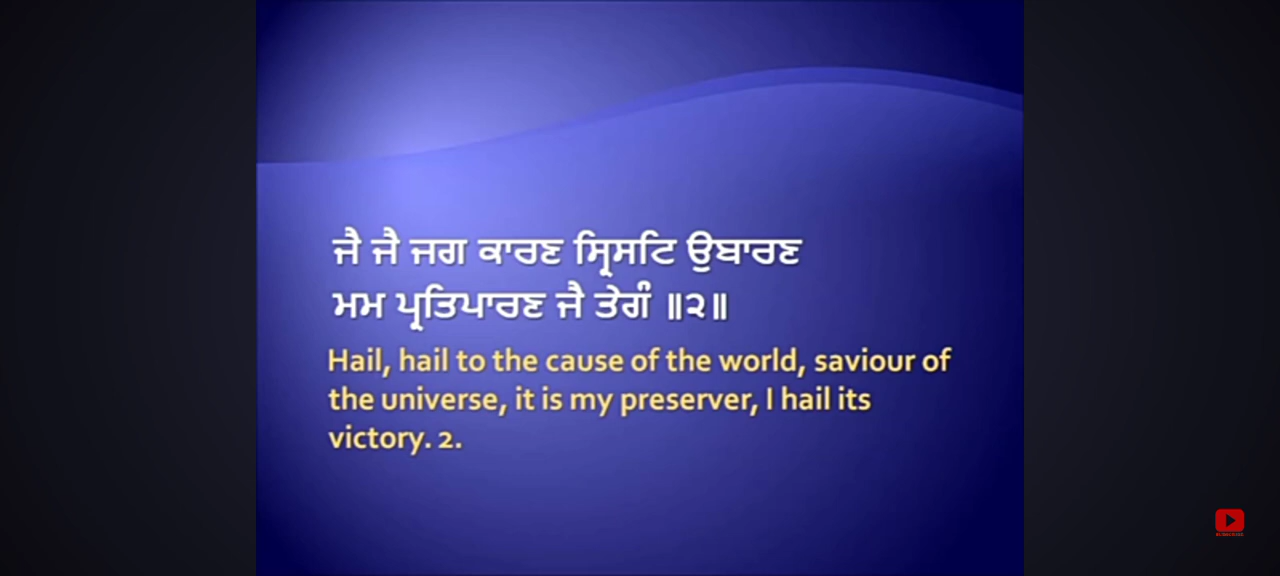 ਜੈ ਜੈ ਜਗ ਕਾਰਣ ਸ੍ਰਿਸਟਿ ਉਬਾਰਣ
ਮਮ ਪ੍ਰਤਿਪਾਰਣ ਜੈ ਤੇਗੰ ॥੨॥
Hail, hail to the cause of the world, saviour of
the universe, it is my preserver, I hail its
victory. 2.